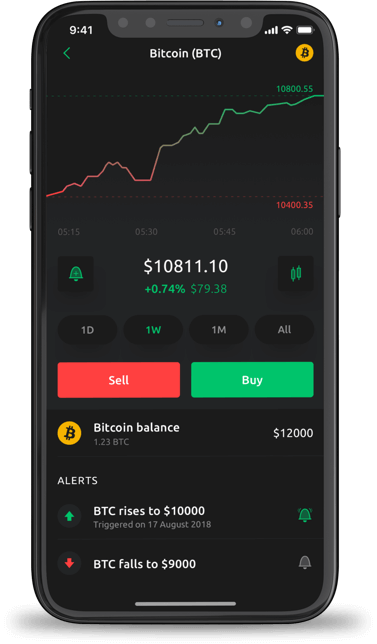 9:41
Bitcoin (BTC)
10800.55
10400.35
05:15 05:30 05:45 06:00
$10811.10
+0.74% $79.38
1D 1W 1M All
Sell Buy
Bitcoin balance
1.23 BTC
$12000
ALERTS
BTC rises to $10000
Triggered on 17 August 2018
BTC falls to $9000